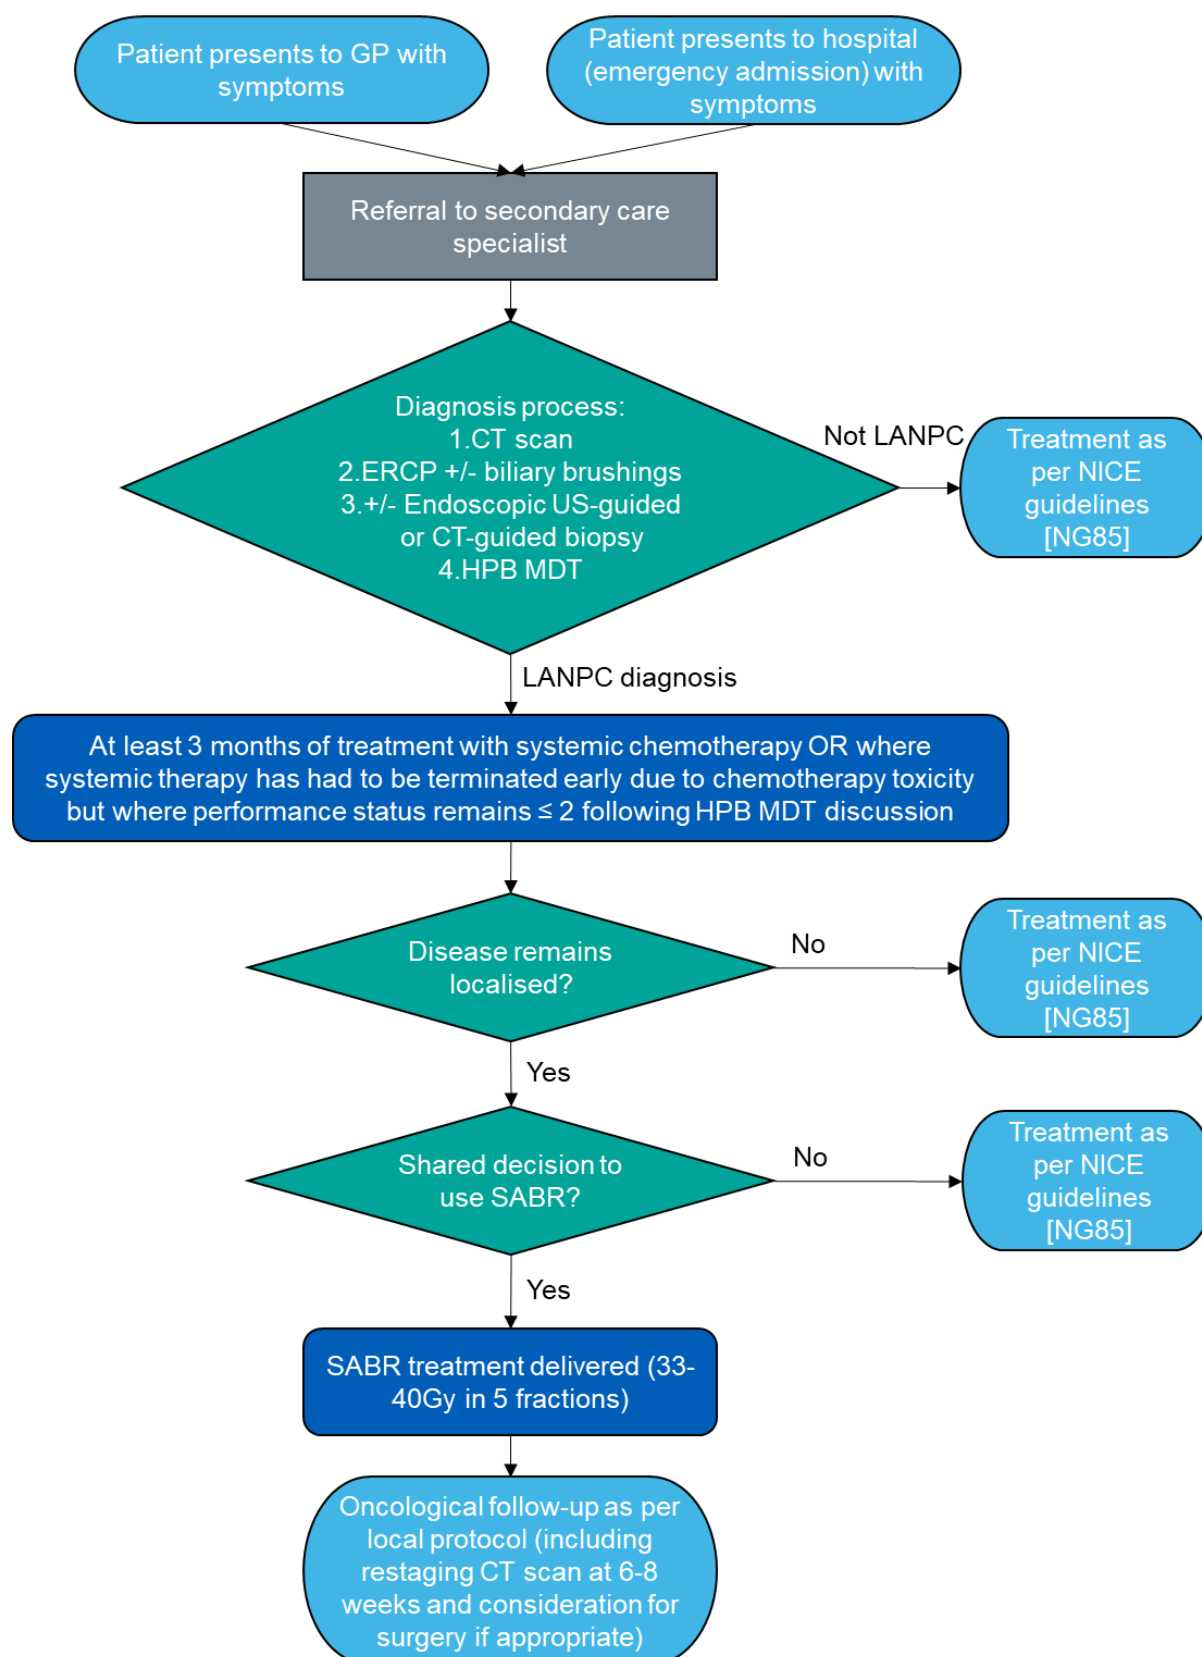 Patient presents to GP with
symptoms
Patient presents to hospital
(emergency admission) with
symptoms
Referral to secondary care
specialist
Diagnosis process:
1.CT scan
2.ERCP +/- biliary brushings
3.+/- Endoscopic US-guided
or CT-guided biopsy
4.HPB MDT
Not LANPC
Treatment as
per NICE
guidelines
[NG85]
LANPC diagnosis
At least 3 months of treatment with systemic chemotherapy OR where
systemic therapy has had to be terminated early due to chemotherapy toxicity
but where performance status remains ≤ 2 following HPB MDT discussion
Disease remains
localised?
No
Treatment as
per NICE
guidelines
[NG85]
Yes
Shared decision to
use SABR?
No
Treatment as
per NICE
guidelines
[NG85]
Yes
SABR treatment delivered (33-
40Gy in 5 fractions)
Oncological follow-up as per
local protocol (including
restaging CT scan at 6-8
weeks and consideration for
surgery if appropriate)